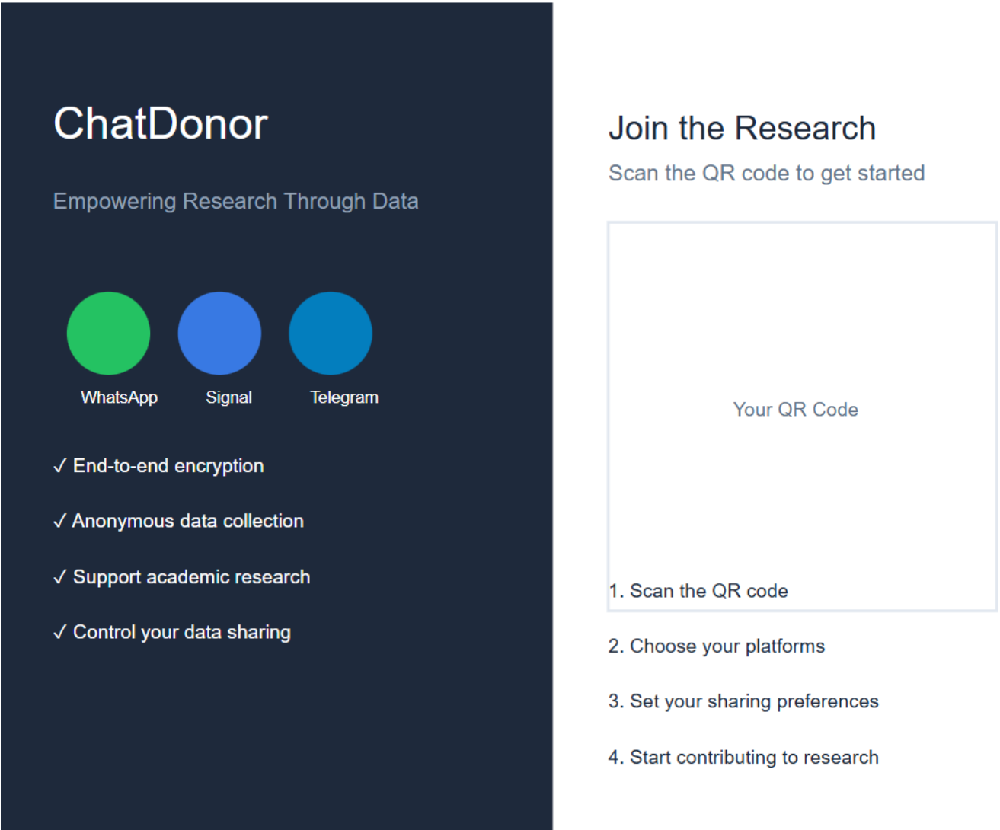 ChatDonor
Empowering Research Through Data
WhatsApp
Signal
Telegram
✓ End-to-end encryption
✓ Anonymous data collection
✓ Support academic research
✓ Control your data sharing
Join the Research
Scan the QR code to get started
Your QR Code
1. Scan the QR code
2. Choose your platforms
3. Set your sharing preferences
4. Start contributing to research